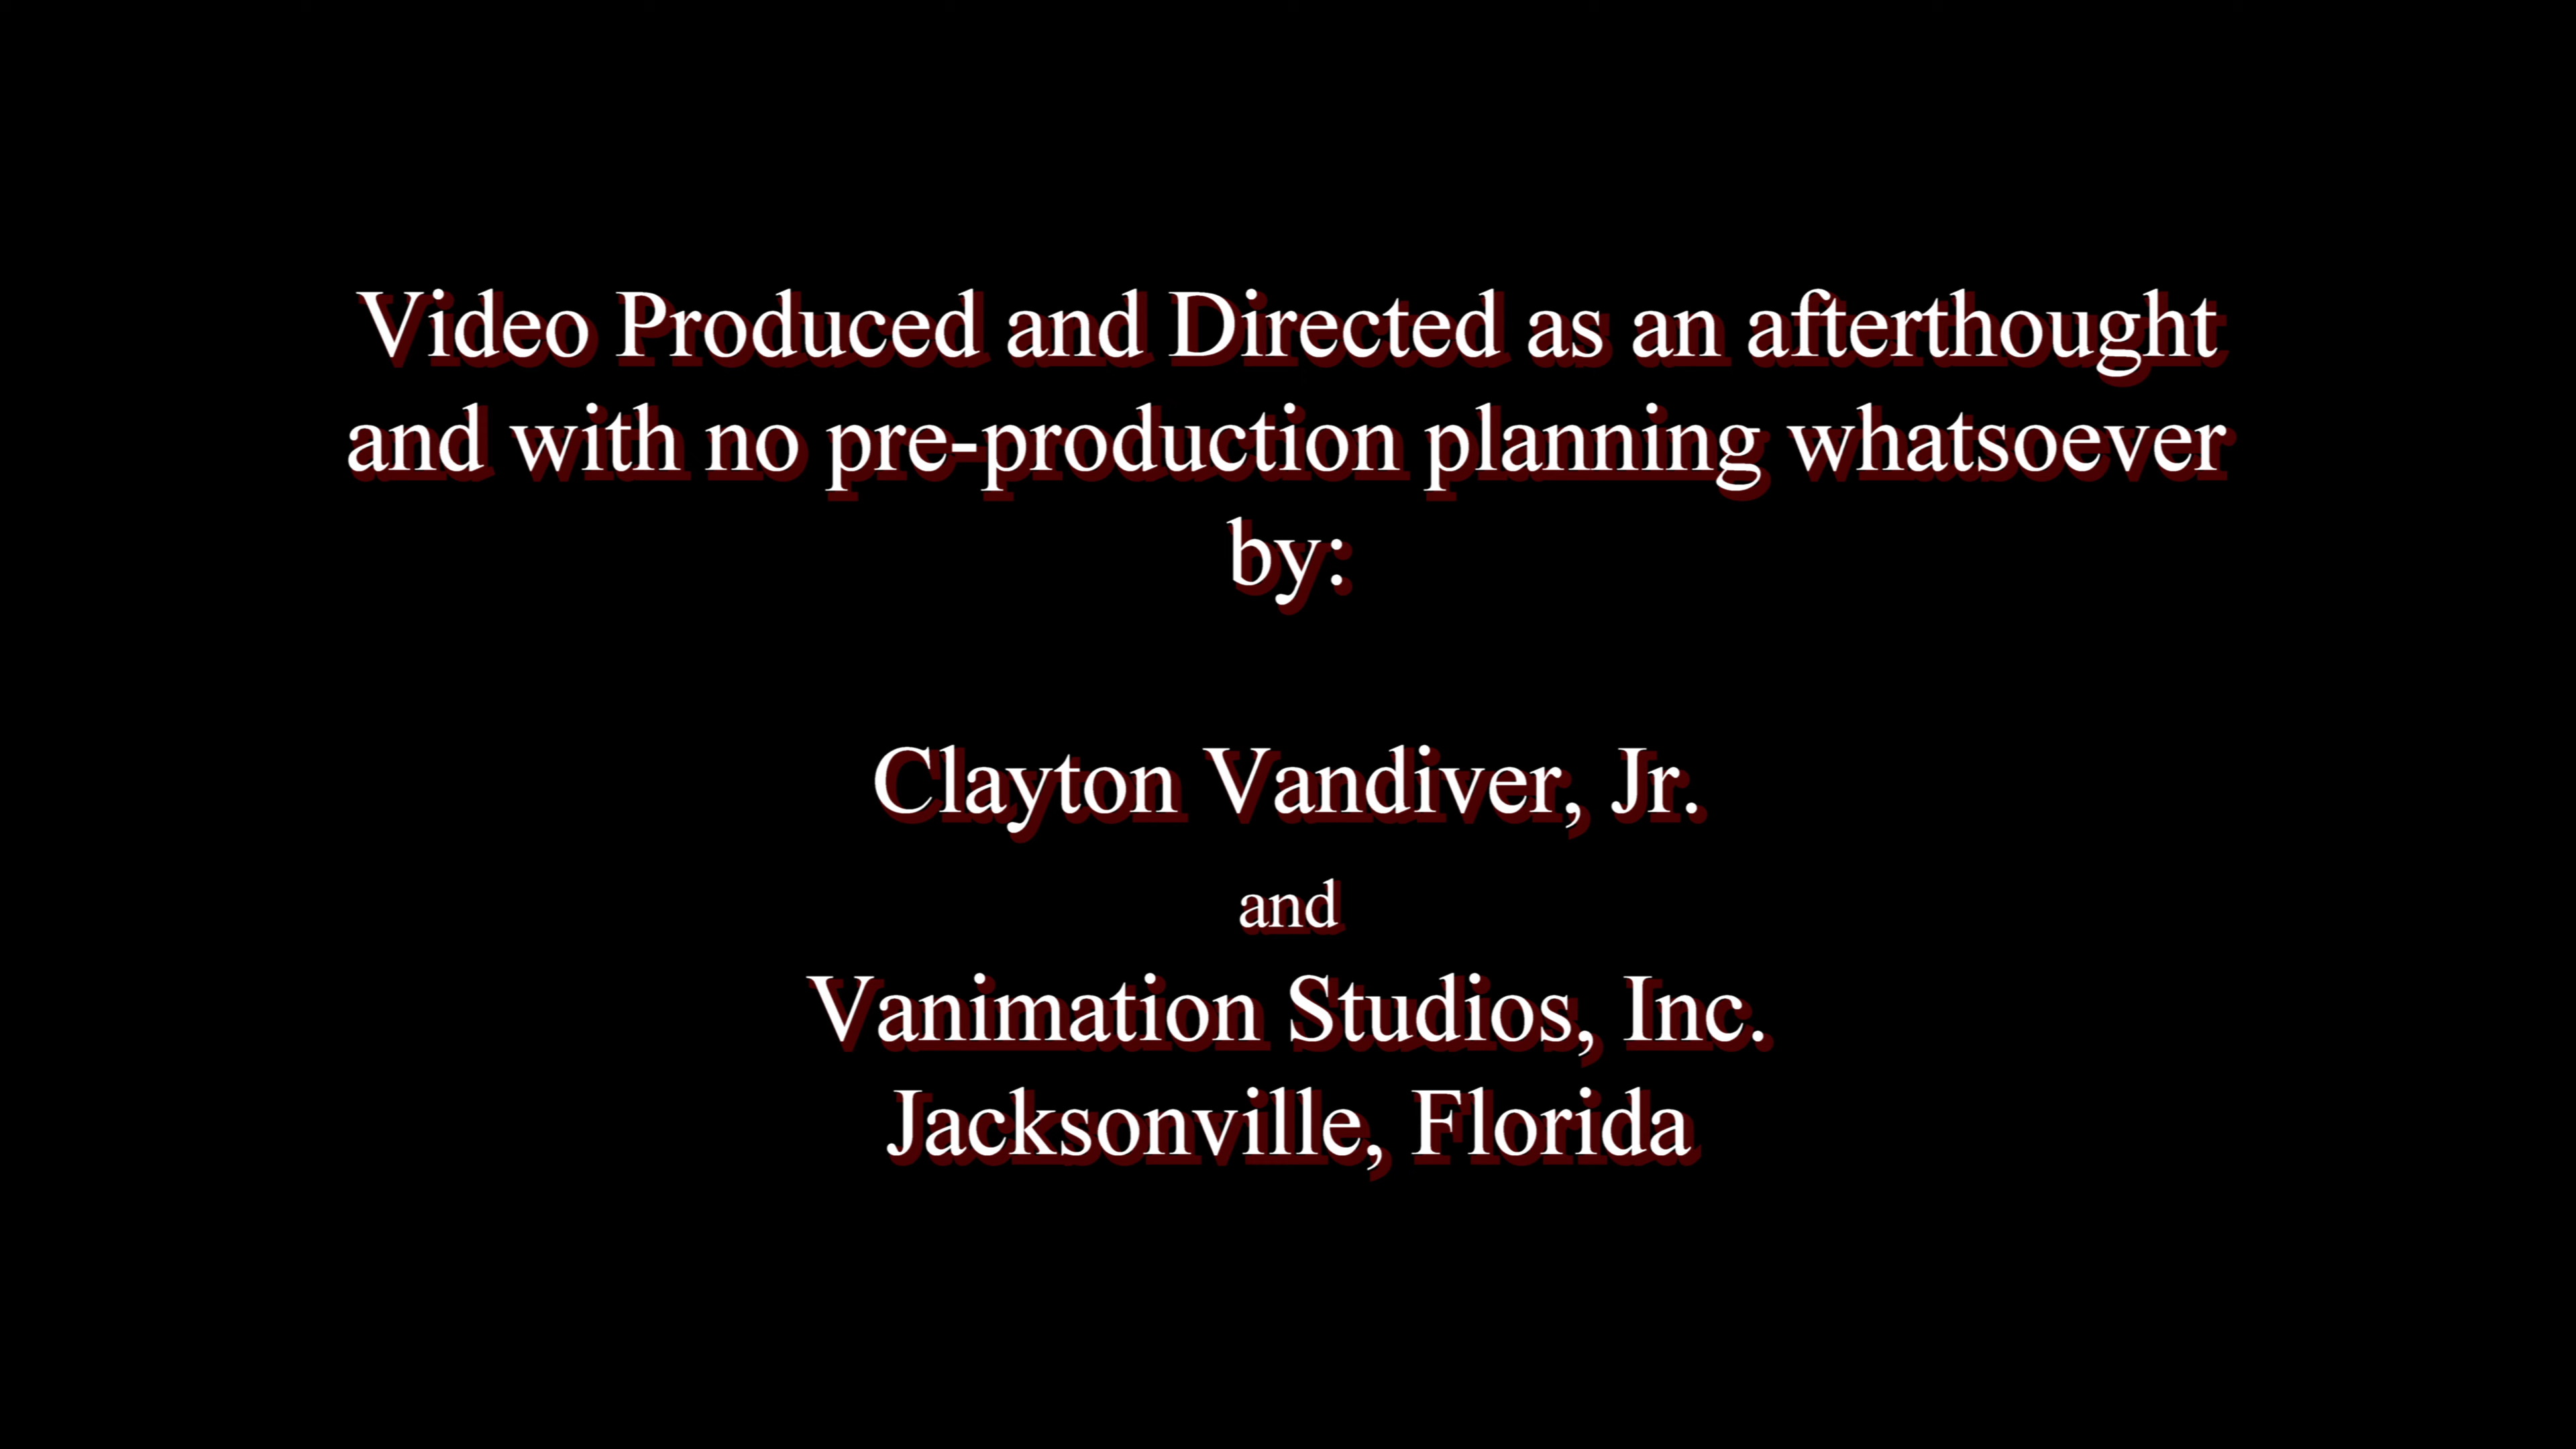 Video Produced and Directed as an afterthought
and with no pre-production planning whatsoever
by:
Clayton Vandiver, Jr.
and
Vanimation Studios, Inc.
Jacksonville, Florida